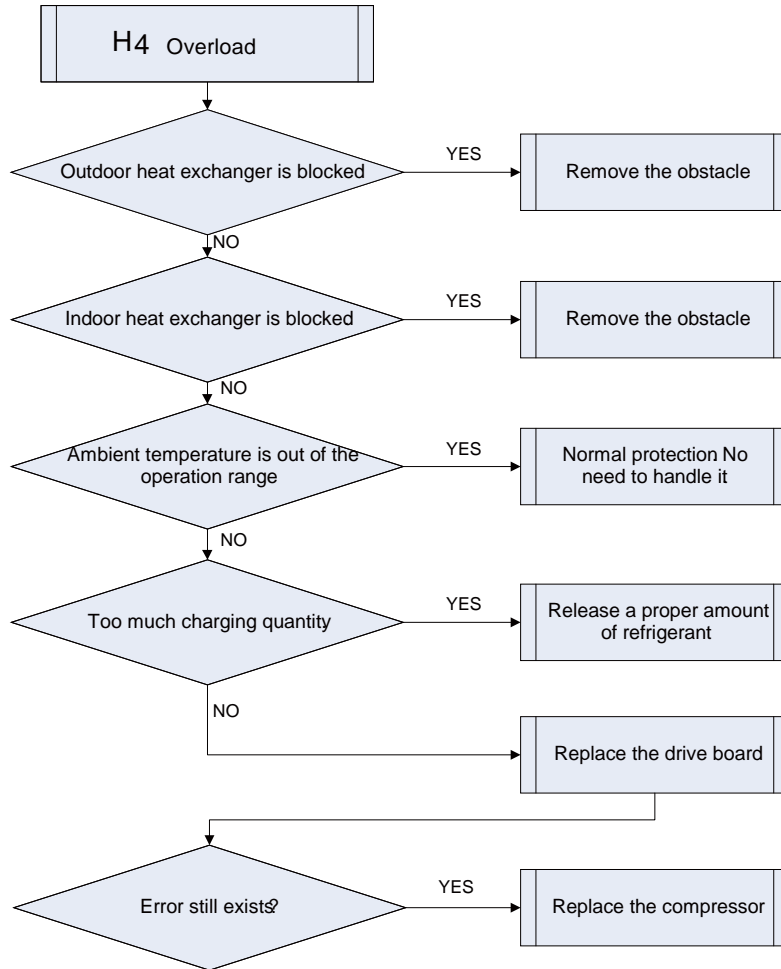 H4 Overload
Outdoor heat exchanger is blocked
YES
Remove the obstacle
NO
Indoor heat exchanger is blocked
YES
Remove the obstacle
NO
Ambient temperature is out of the
operation range
YES
Normal protection. No
need to handle it
NO
Too much charging quantity
YES
Release a proper amount
of refrigerant
NO
Replace the drive board
Error still exists?
YES
Replace the compressor